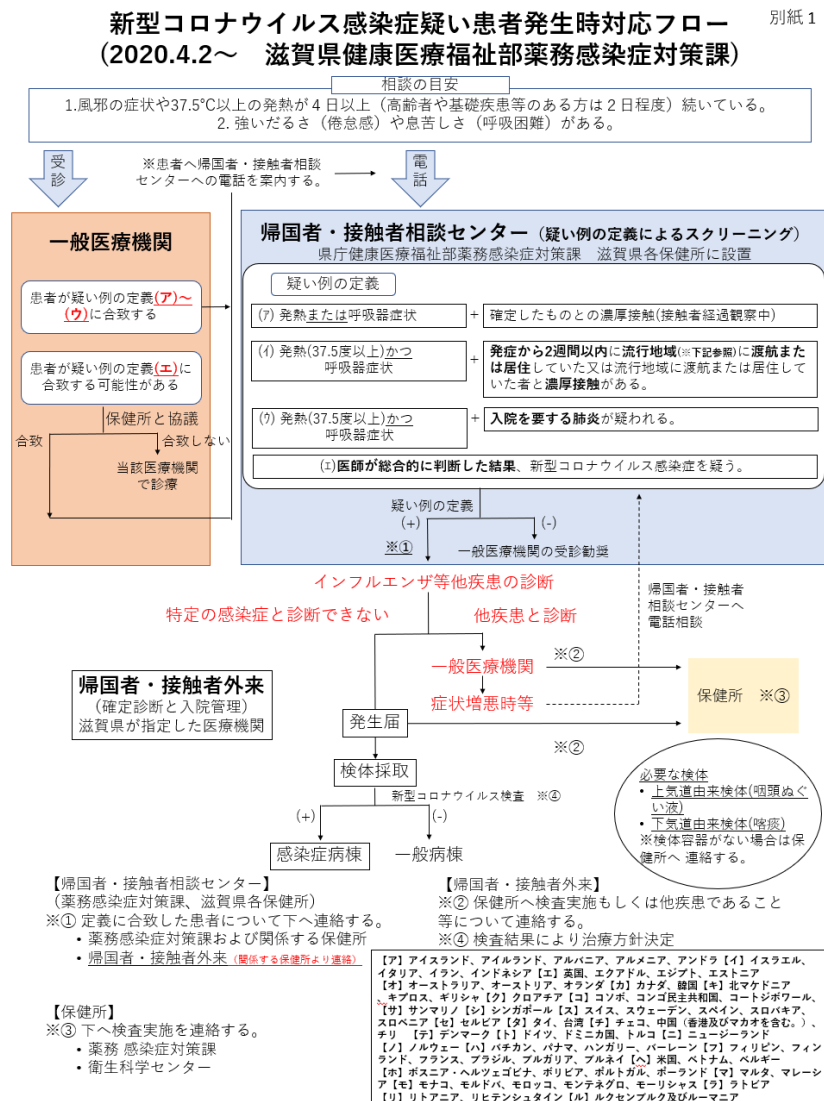 別紙 1
新型コロナウイルス感染症疑い患者発生時対応フロー
(2020.4.2～　滋賀県健康医療福祉部薬務感染症対策課)
相談の目安
1.風邪の症状や37.5℃以上の発熱が４日以上（高齢者や基礎疾患等のある方は２日程度）続いている。
2. 強いだるさ（倦怠感）や息苦しさ（呼吸困難）がある。
受診
※患者へ帰国者・接触者相談
センターへの電話を案内する。
電話
一般医療機関
患者が疑い例の定義(ア)～
(ウ)に合致する
患者が疑い例の定義(エ)に
合致する可能性がある
保健所と協議
合致
合致しない
当該医療機関
で診療
帰国者・接触者相談センター（疑い例の定義によるスクリーニング）
県庁健康医療福祉部薬務感染症対策課　滋賀県各保健所に設置
疑い例の定義
(ｱ) 発熱または呼吸器症状
+
確定したものとの濃厚接触(接触者経過観察中)
(ｲ) 発熱(37.5度以上)かつ
呼吸器症状
+
発症から2週間以内に流行地域(※下記参照)に渡航また
は居住していた又は流行地域に渡航または居住してい
た者と濃厚接触がある。
(ｳ) 発熱(37.5度以上)かつ
呼吸器症状
+
入院を要する肺炎が疑われる。
(ｴ)医師が総合的に判断した結果、新型コロナウイルス感染症を疑う。
疑い例の定義
(+)
(-)
※①
一般医療機関の受診勧奨
インフルエンザ等他疾患の診断
特定の感染症と診断できない
他疾患と診断
帰国者・接触者
相談センターへ
電話相談
一般医療機関
※②
症状増悪時等
保健所　※③
帰国者・接触者外来
（確定診断と入院管理）
滋賀県が指定した医療機関
発生届
※②
検体採取
新型コロナウイルス検査　※④
(+)
(-)
感染症病棟
一般病棟
必要な検体
• 上気道由来検体(咽頭ぬぐ
い液)
• 下気道由来検体(喀痰)
※検体容器がない場合は保
健所へ 連絡する。
【帰国者・接触者相談センター】
（薬務感染症対策課、滋賀県各保健所）
※① 定義に合致した患者について下へ連絡する。
• 薬務感染症対策課および関係する保健所
• 帰国者・接触者外来（関係する保健所より連絡）
【保健所】
※③ 下へ検査実施を連絡する。
• 薬務 感染症対策課
• 衛生科学センター
【帰国者・接触者外来】
※② 保健所へ検査実施もしくは他疾患であること
等について連絡する。
※④ 検査結果により治療方針決定
【ア】アイスランド、アイルランド、アルバニア、アルメニア、アンドラ【イ】イスラエル、
イタリア、イラン、インドネシア【エ】英国、エクアドル、エジプト、エストニア
【オ】オーストラリア、オーストリア、オランダ【カ】カナダ、韓国【キ】北マケドニア
、キプロス、ギリシャ【ク】クロアチア【コ】コソボ、コンゴ民主共和国、コートジボワール、
【サ】サンマリノ【シ】シンガポール【ス】スイス、スウェーデン、スペイン、スロバキア、
スロベニア【セ】セルビア【タ】タイ、台湾【チ】チェコ、中国（香港及びマカオを含む。）、
チリ　【デ】デンマーク【ト】ドイツ、ドミニカ国、トルコ【ニ】ニュージーランド
【ノ】ノルウェー【ハ】バチカン、パナマ、ハンガリー、バーレーン【フ】フィリピン、フィン
ランド、フランス、ブラジル、ブルガリア、ブルネイ【ヘ】米国、ベトナム、ベルギー
【ホ】ボスニア・ヘルツェゴビナ、ボリビア、ポルトガル、ポーランド【マ】マルタ、マレーシ
ア【モ】モナコ、モルドバ、モロッコ、モンテネグロ、モーリシャス【ラ】ラトビア
【リ】リトアニア、リヒテンシュタイン【ル】ルクセンブルク及びルーマニア